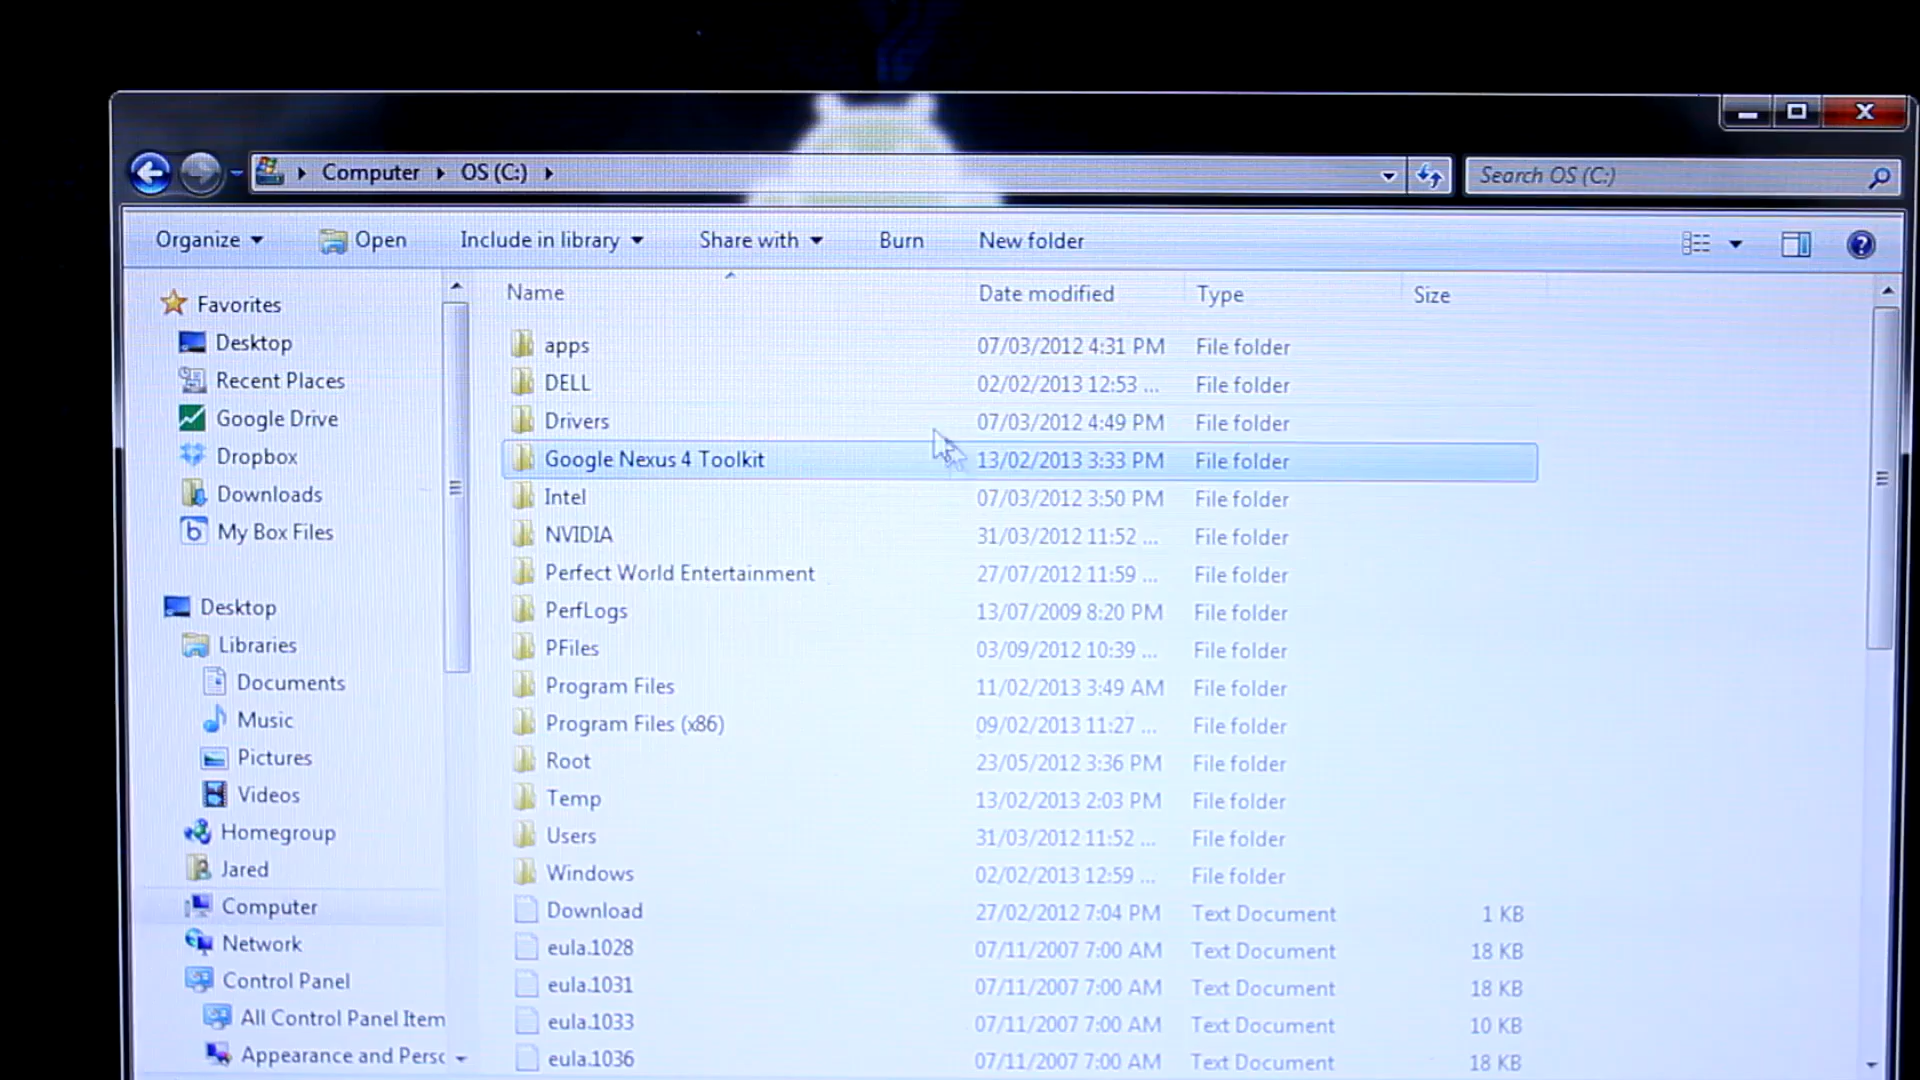 Computer OS (C:) Search OS (C:)
Organize Open Include in library Share with Burn New folder
Name Date modified Type Size
Favorites
Desktop
Recent Places
Google Drive
Dropbox
Downloads
My Box Files
Desktop
Libraries
Documents
Music
Pictures
Videos
Homegroup
Jared
Computer
Network
Control Panel
All Control Panel Item
Appearance and Persc
apps 07/03/2012 4:31 PM File folder
DELL 02/02/2013 12:53 ... File folder
Drivers 07/03/2012 4:49 PM File folder
Google Nexus 4 Toolkit 13/02/2013 3:33 PM File folder
Intel 07/03/2012 3:50 PM File folder
NVIDIA 31/03/2012 11:52 ... File folder
Perfect World Entertainment 27/07/2012 11:59 ... File folder
PerfLogs 13/07/2009 8:20 PM File folder
PFiles 03/09/2012 10:39 ... File folder
Program Files 11/02/2013 3:49 AM File folder
Program Files (x86) 09/02/2013 11:27 ... File folder
Root 23/05/2012 3:36 PM File folder
Temp 13/02/2013 2:03 PM File folder
Users 31/03/2012 11:52 ... File folder
Windows 02/02/2013 12:59 ... File folder
Download 27/02/2012 7:04 PM Text Document 1 KB
eula.1028 07/11/2007 7:00 AM Text Document 18 KB
eula.1031 07/11/2007 7:00 AM Text Document 18 KB
eula.1033 07/11/2007 7:00 AM Text Document 10 KB
eula.1036 07/11/2007 7:00 AM Text Document 18 KB